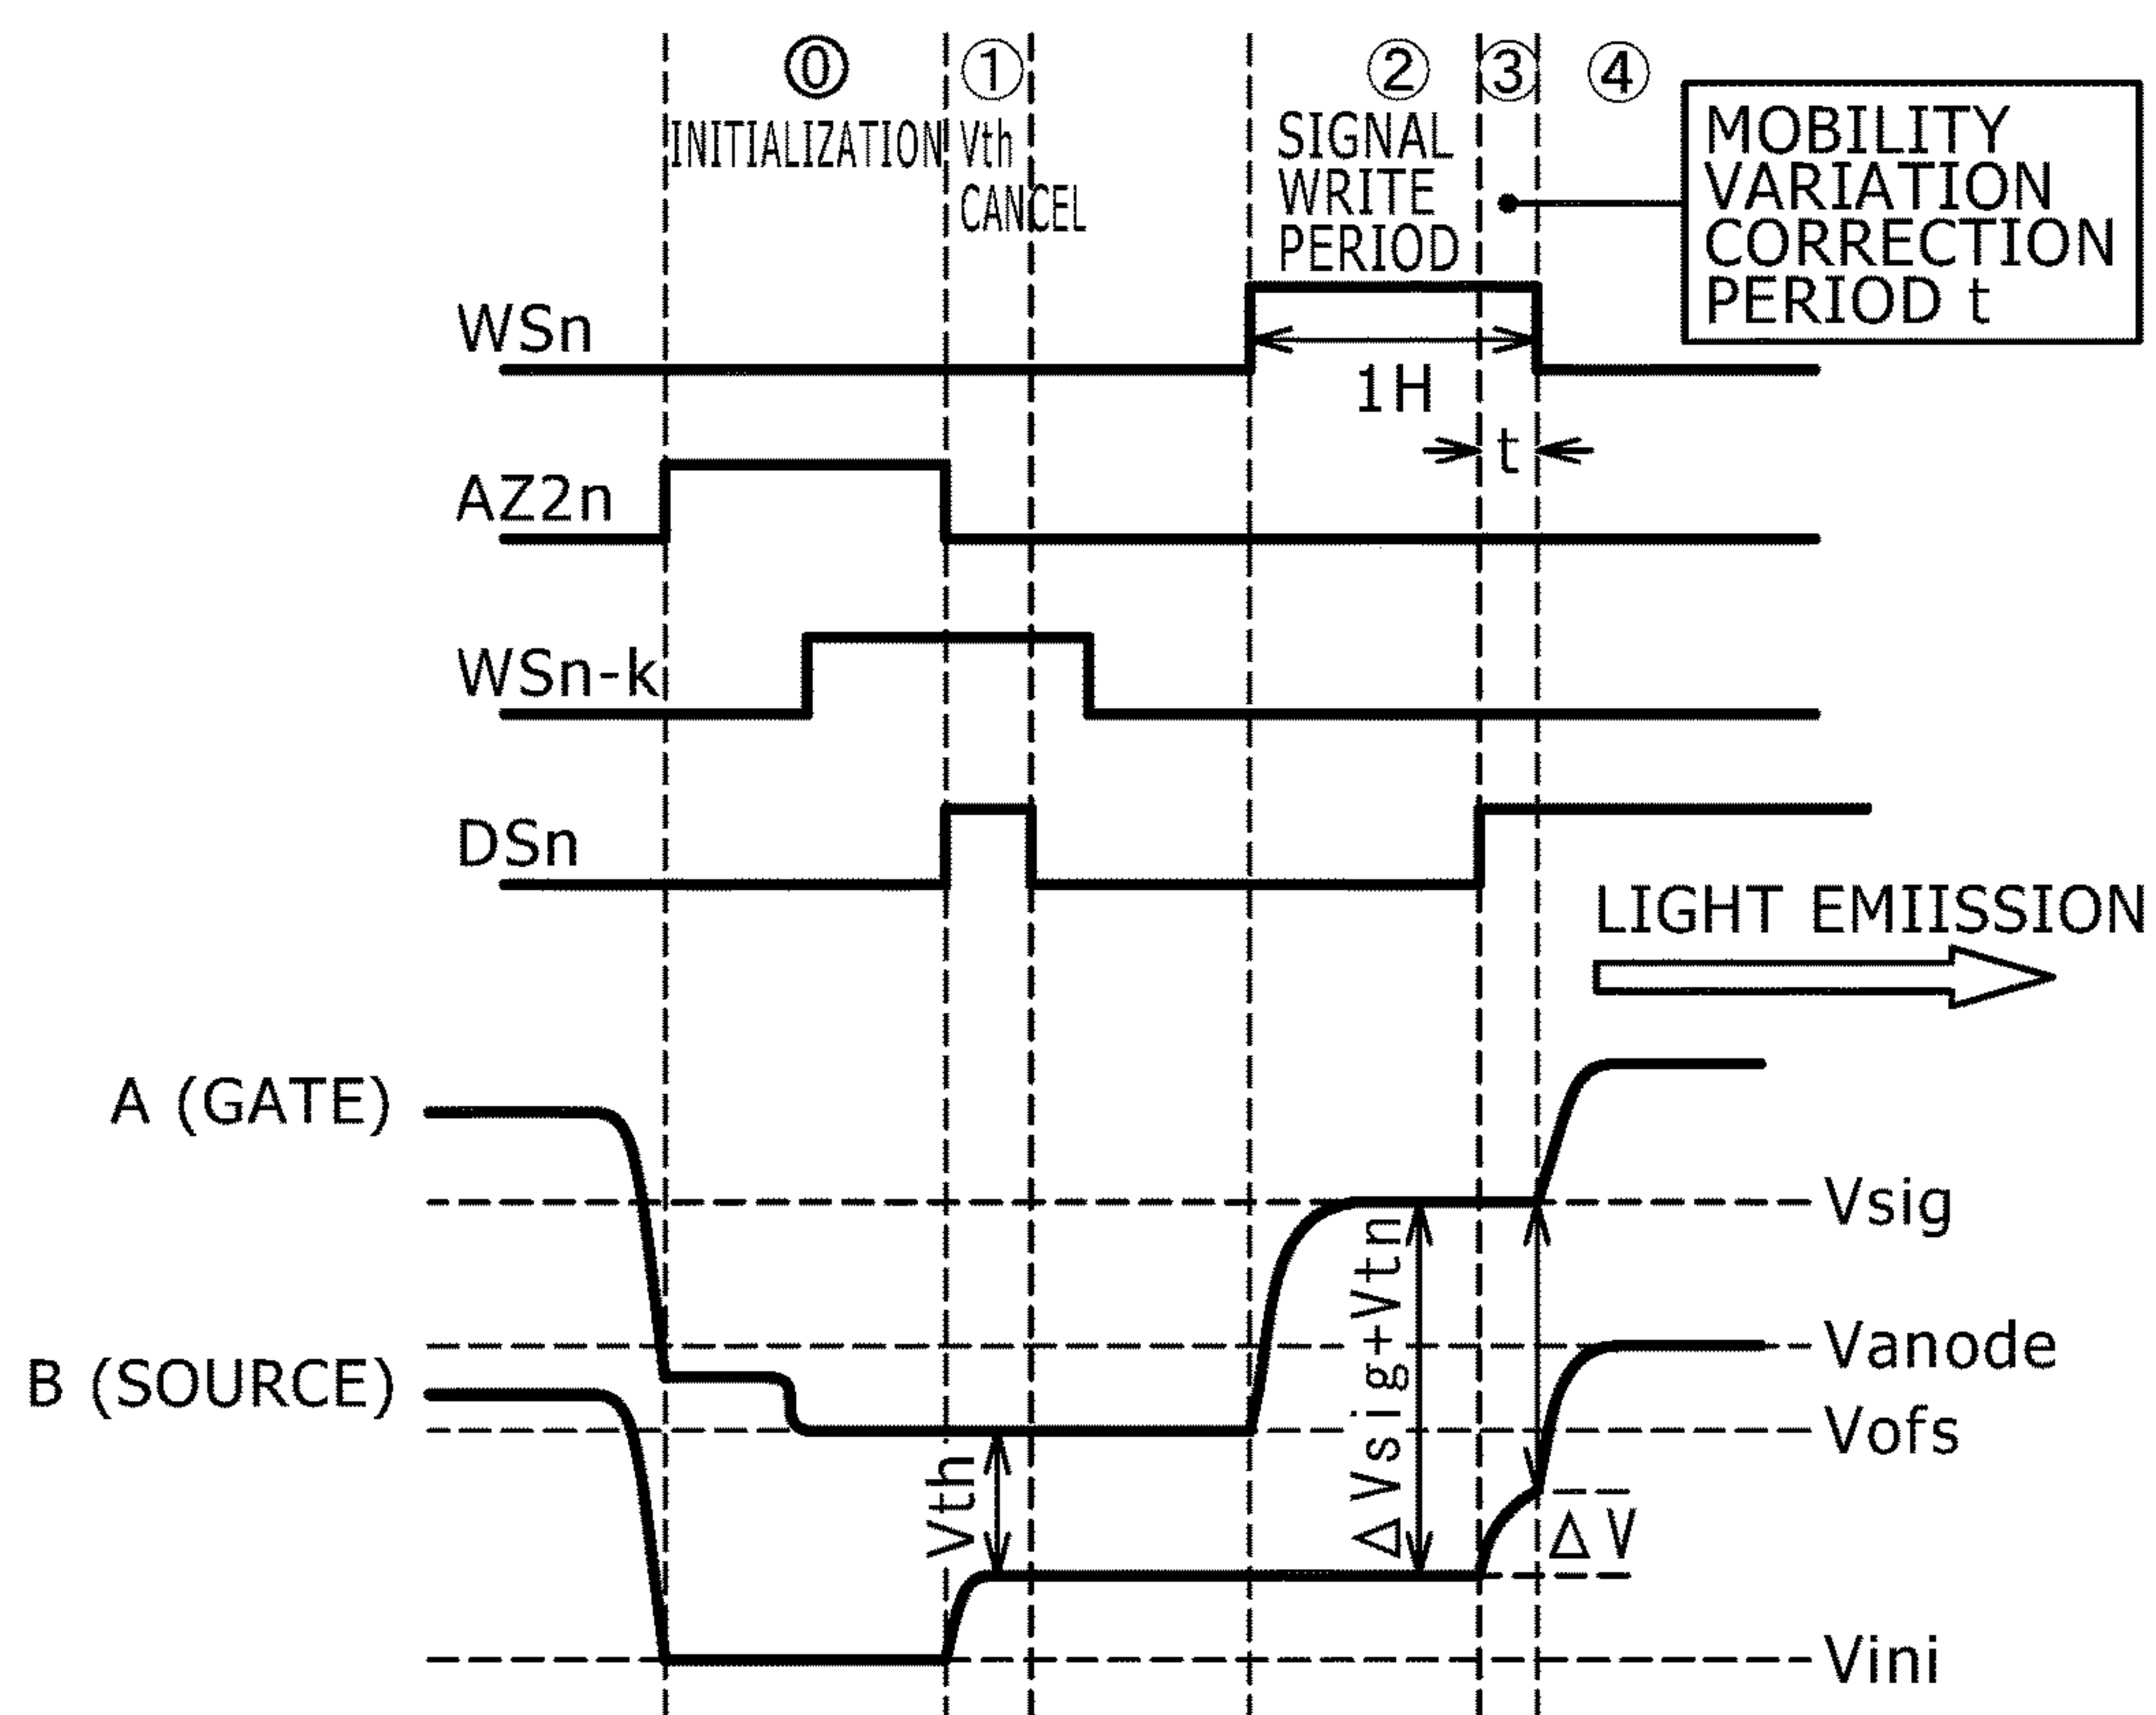 ⓪ ① ② ③ ④
INITIALIZATION
Vth
CANCEL
SIGNAL
WRITE
PERIOD
MOBILITY
VARIATION
CORRECTION
PERIOD t
WSn
1H
t
AZ2n
WSn-k
DSn
LIGHT EMIISSION
A (GATE)
Vsig
B (SOURCE)
Vanode
Vofs
Vth
ΔVsig+Vtn
ΔV
Vini